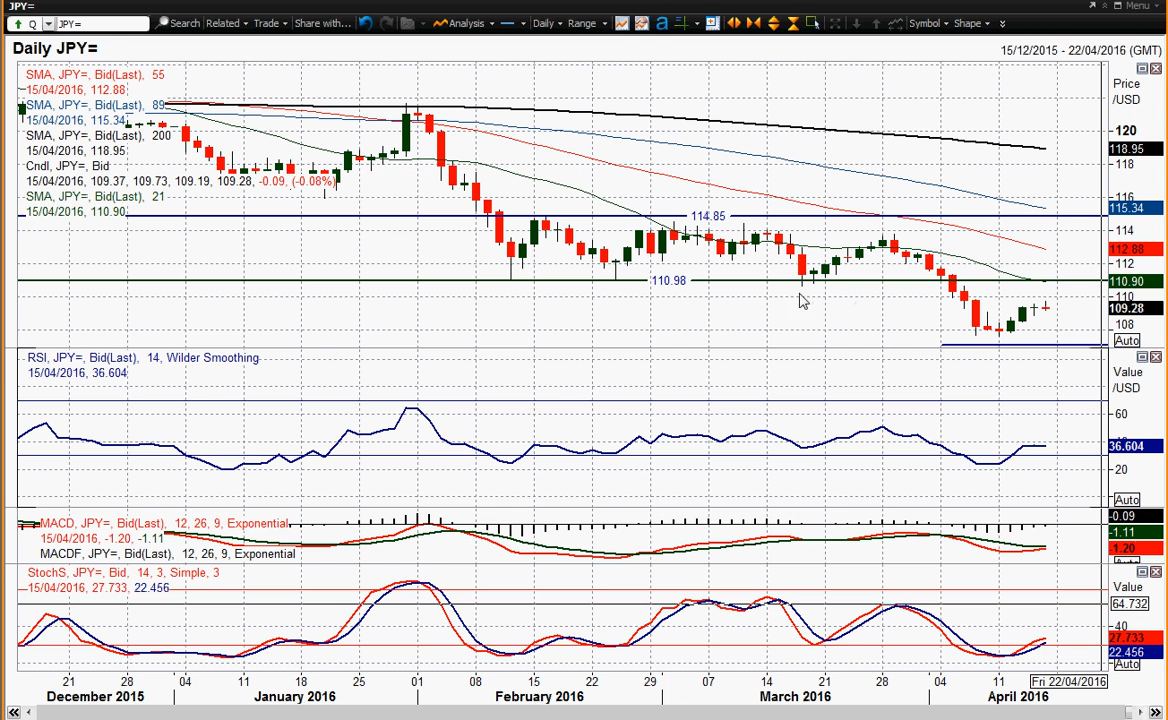 JPY=
Menu
Q JPY= Search Related Trade Share with... Analysis Daily Range a Symbol Shape
Daily JPY=
15/12/2015 - 22/04/2016 (GMT)
SMA, JPY=, Bid(Last), 55
15/04/2016, 112.88
SMA, JPY=, Bid(Last), 89
15/04/2016, 115.34
SMA, JPY=, Bid(Last), 200
15/04/2016, 118.95
Cndl, JPY=, Bid
15/04/2016, 109.37, 109.73, 109.19, 109.28, -0.09, (-0.08%)
SMA, JPY=, Bid(Last), 21
15/04/2016, 110.90
114.85
110.98
Price
/USD
120
118.95
118
116
115.34
114
112.88
112
110.90
110
109.28
108
Auto
RSI, JPY=, Bid(Last), 14, Wilder Smoothing
15/04/2016, 36.604
Value
/USD
60
36.604
20
Auto
MACD, JPY=, Bid(Last), 12, 26, 9, Exponential
15/04/2016, -1.20, -1.11
MACDF, JPY=, Bid(Last), 12, 26, 9, Exponential
-0.09
-1.11
-1.20
StochS, JPY=, Bid, 14, 3, Simple, 3
15/04/2016, 27.733, 22.456
Value
64.732
40
27.733
22.456
Auto
21 28 04 11 18 25 01 08 15 22 29 07 14 21 28 04 11 Fri 22/04/2016
December 2015 January 2016 February 2016 March 2016 April 2016